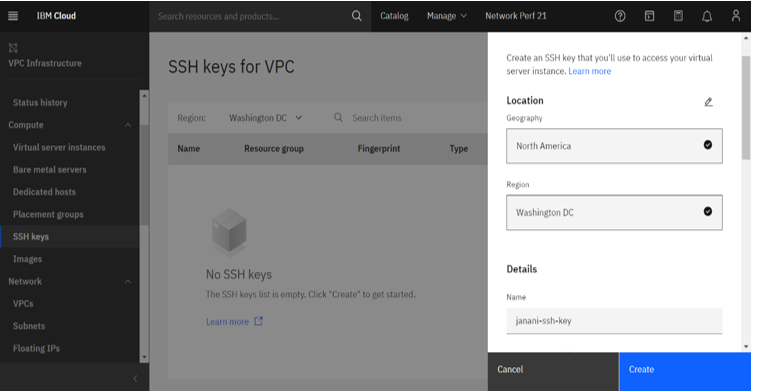 IBM Cloud
Search resources and products...
Catalog
Manage
Network Perf 21
VPC Infrastructure
Status history
Compute
Virtual server instances
Bare metal servers
Dedicated hosts
Placement groups
SSH keys
Images
Network
VPCs
Subnets
Floating IPs
SSH keys for VPC
Region:
Washington DC
Search items
Name
Resource group
Fingerprint
Type
No SSH keys
The SSH keys list is empty. Click "Create" to get started.
Learn more
Create an SSH key that you'll use to access your virtual
server instance. Learn more
Location
Geography
North America
Region
Washington DC
Details
Name
janani-ssh-key
Cancel
Create